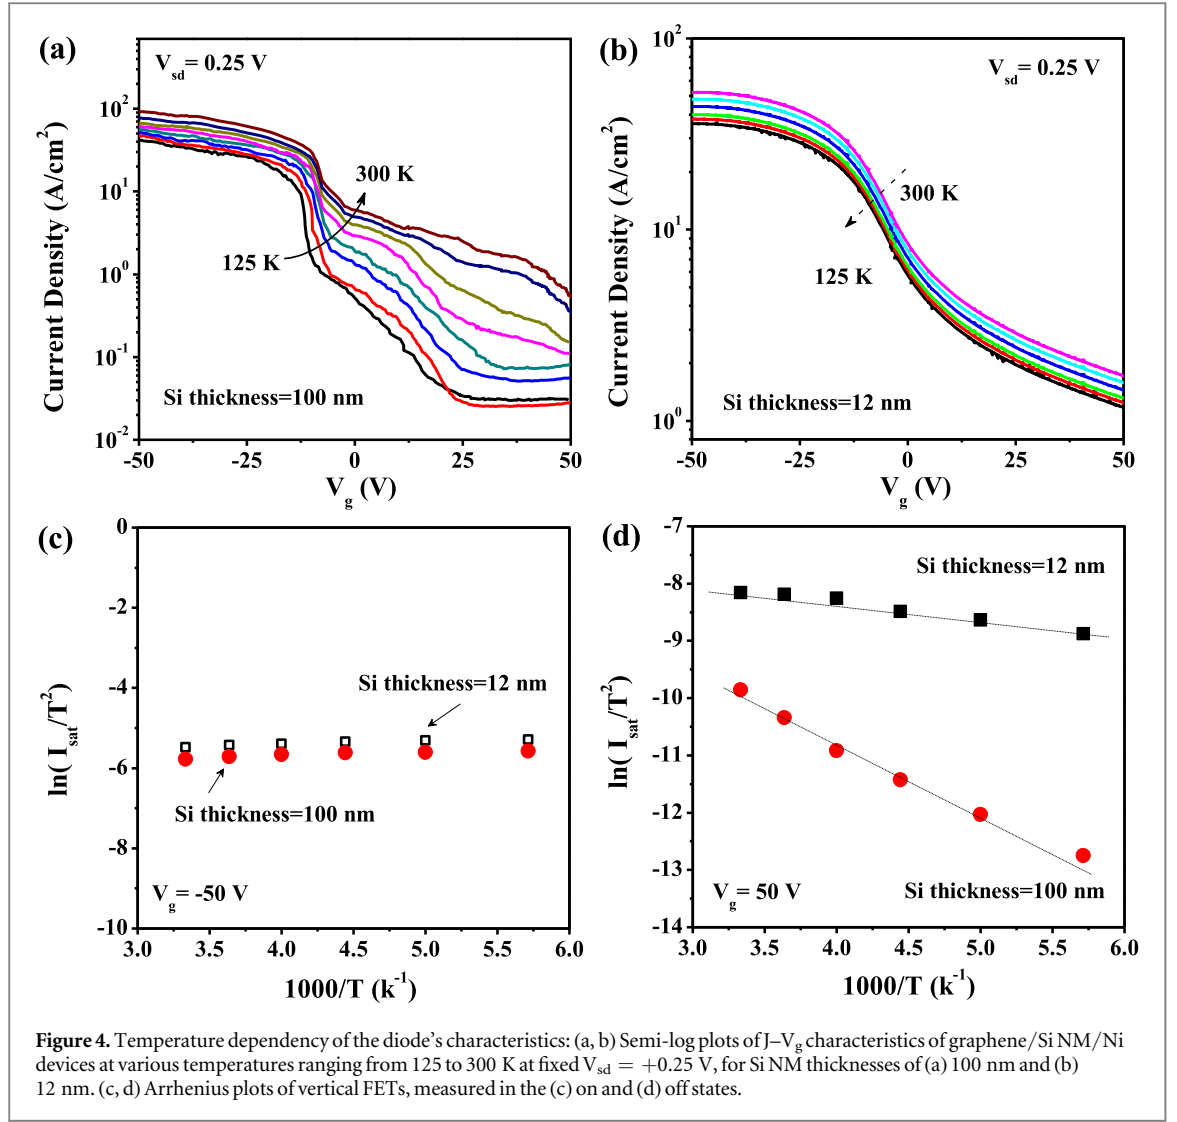 (a)
V_sd= 0.25 V
10^2
10^1
10^0
10^-1
10^-2
Current Density (A/cm^2)
300 K
125 K
Si thickness=100 nm
-50 -25 0 25 50
V_g (V)
(b)
V_sd= 0.25 V
10^2
10^1
10^0
Current Density (A/cm^2)
300 K
125 K
Si thickness=12 nm
-50 -25 0 25 50
V_g (V)
(c)
0
-2
-4
-6
-8
-10
ln( I_sat/T^2)
Si thickness=12 nm
Si thickness=100 nm
V_g= -50 V
3.0 3.5 4.0 4.5 5.0 5.5 6.0
1000/T (k^-1)
(d)
-7
-8
-9
-10
-11
-12
-13
-14
ln( I_sat/T^2)
Si thickness=12 nm
Si thickness=100 nm
V_g= 50 V
3.0 3.5 4.0 4.5 5.0 5.5 6.0
1000/T (k^-1)
Figure 4. Temperature dependency of the diode's characteristics: (a, b) Semi-log plots of J–V_g characteristics of graphene/Si NM/Ni
devices at various temperatures ranging from 125 to 300 K at fixed V_sd = +0.25 V, for Si NM thicknesses of (a) 100 nm and (b)
12 nm. (c, d) Arrhenius plots of vertical FETs, measured in the (c) on and (d) off states.